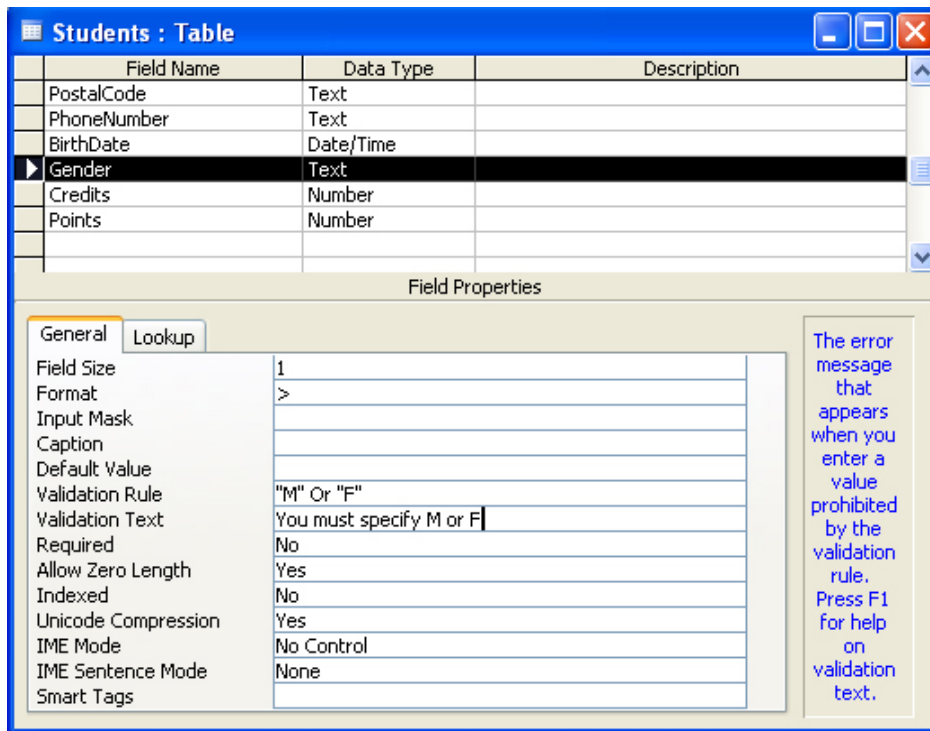 Students : Table
Field Name Data Type Description
PostalCode Text
PhoneNumber Text
BirthDate Date/Time
Gender Text
Credits Number
Points Number
Field Properties
General Lookup
Field Size 1
Format >
Input Mask
Caption
Default Value
Validation Rule "M" Or "F"
Validation Text You must specify M or F
Required No
Allow Zero Length Yes
Indexed No
Unicode Compression Yes
IME Mode No Control
IME Sentence Mode None
Smart Tags
The error
message
that
appears
when you
enter a
value
prohibited
by the
validation
rule.
Press F1
for help
on
validation
text.